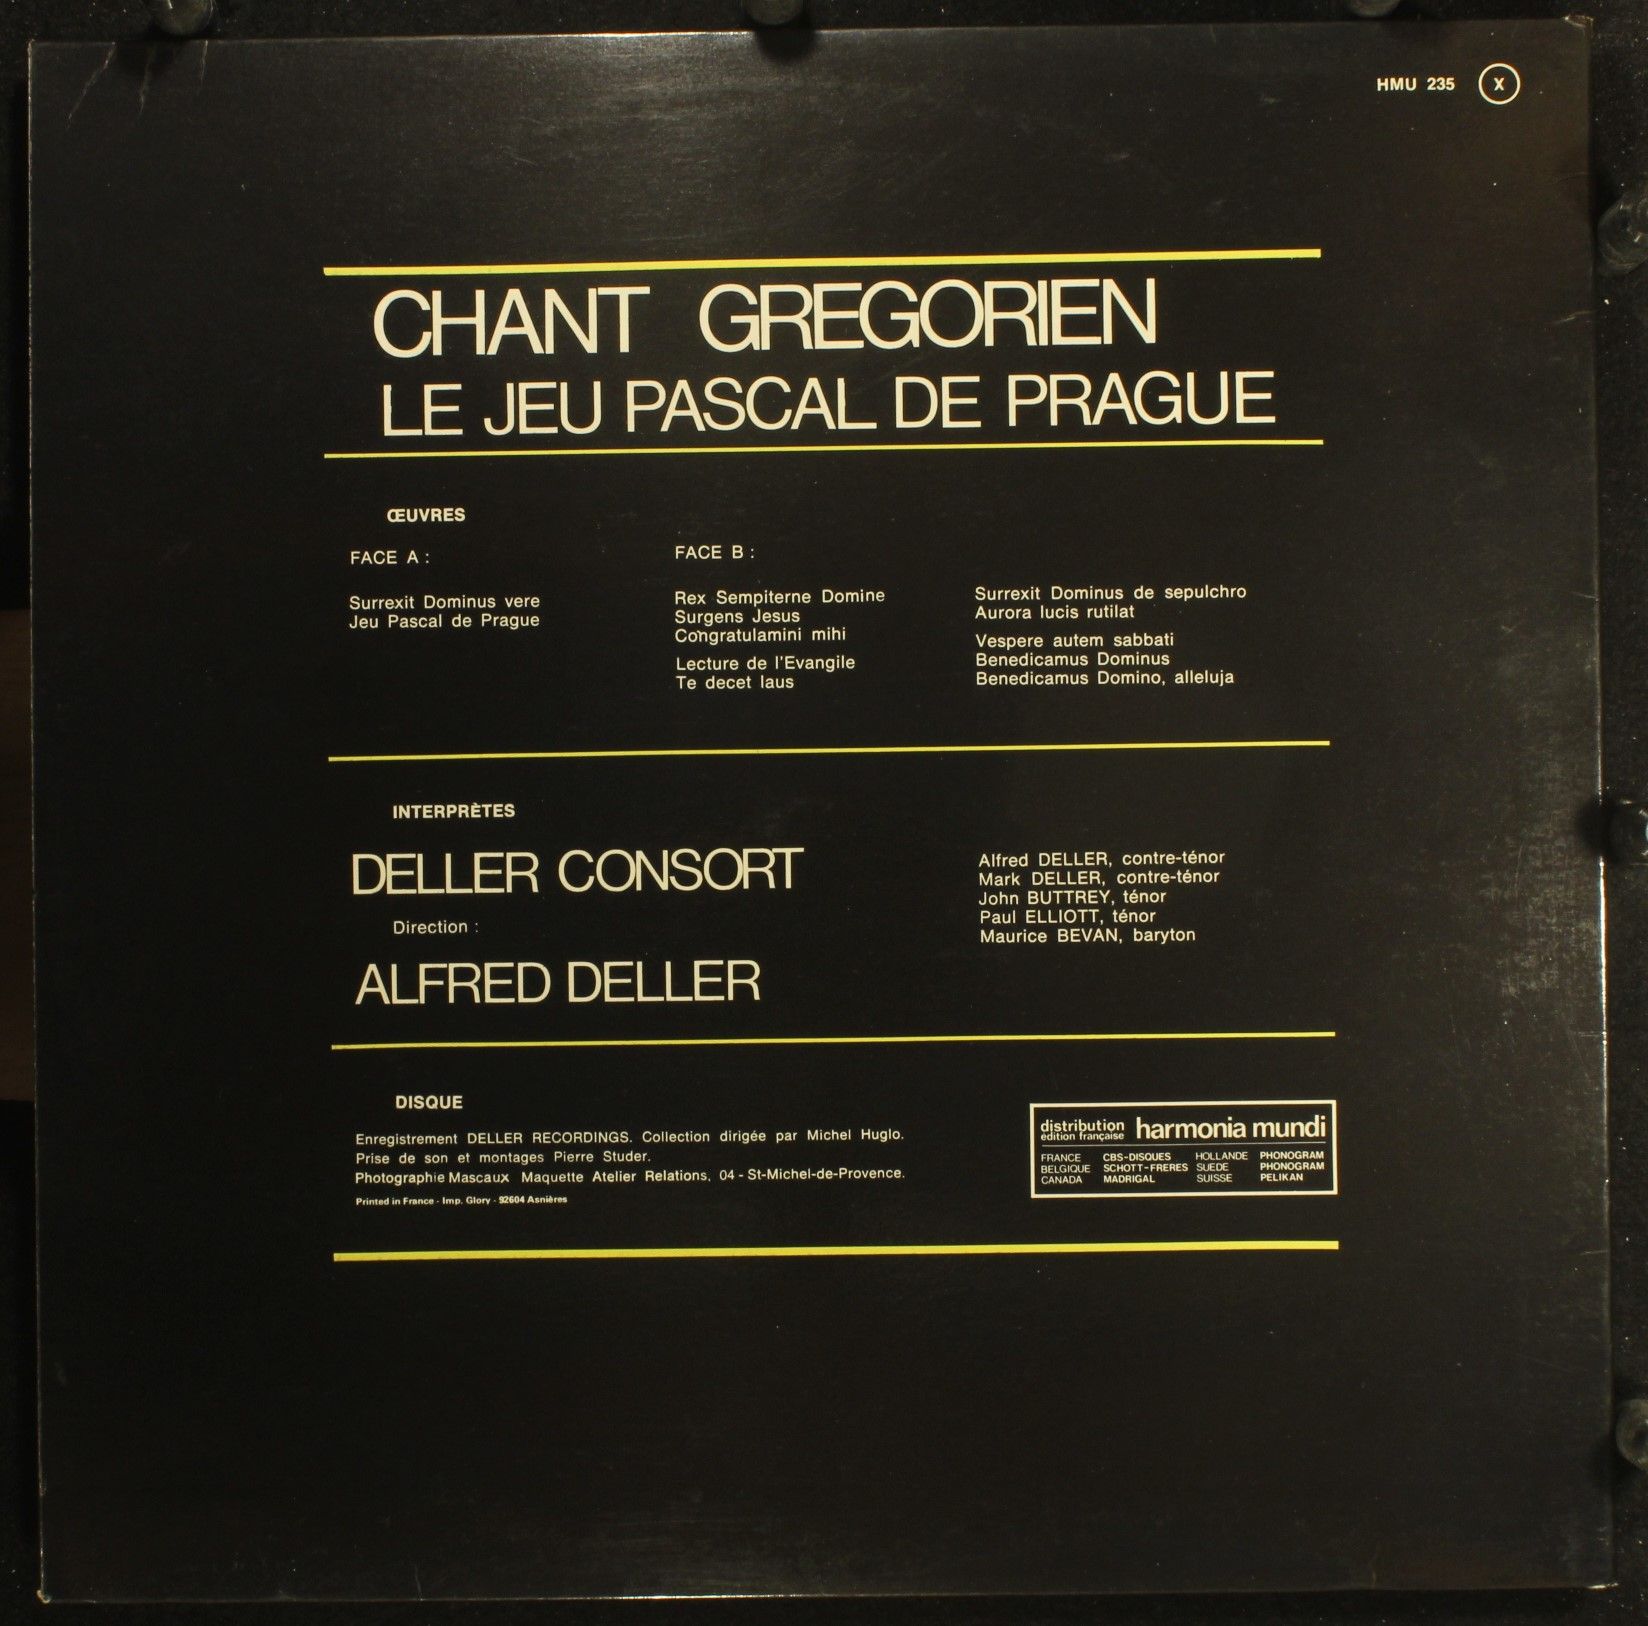 HMU 235 X
CHANT GREGORIEN
LE JEU PASCAL DE PRAGUE
ŒUVRES
FACE A :
Surrexit Dominus vere
Jeu Pascal de Prague
FACE B :
Rex Sempiterne Domine
Surgens Jesus
Congratulamini mihi
Lecture de l'Evangile
Te decet laus
Surrexit Dominus de sepulchro
Aurora lucis rutilat
Vespere autem sabbati
Benedicamus Dominus
Benedicamus Domino, alleluja
INTERPRÈTES
DELLER CONSORT
Direction :
ALFRED DELLER
Alfred DELLER, contre-ténor
Mark DELLER, contre-ténor
John BUTTREY, ténor
Paul ELLIOTT, ténor
Maurice BEVAN, baryton
DISQUE
Enregistrement DELLER RECORDINGS. Collection dirigée par Michel Huglo.
Prise de son et montages Pierre Studer.
Photographie Mascaux Maquette Atelier Relations, 04 - St-Michel-de-Provence.
Printed in France - Imp. Glory - 92604 Asnières
distribution
édition française
harmonia mundi
FRANCE CBS-DISQUES HOLLANDE PHONOGRAM
BELGIQUE SCHOTT-FRERES SUEDE PHONOGRAM
CANADA MADRIGAL SUISSE PELIKAN